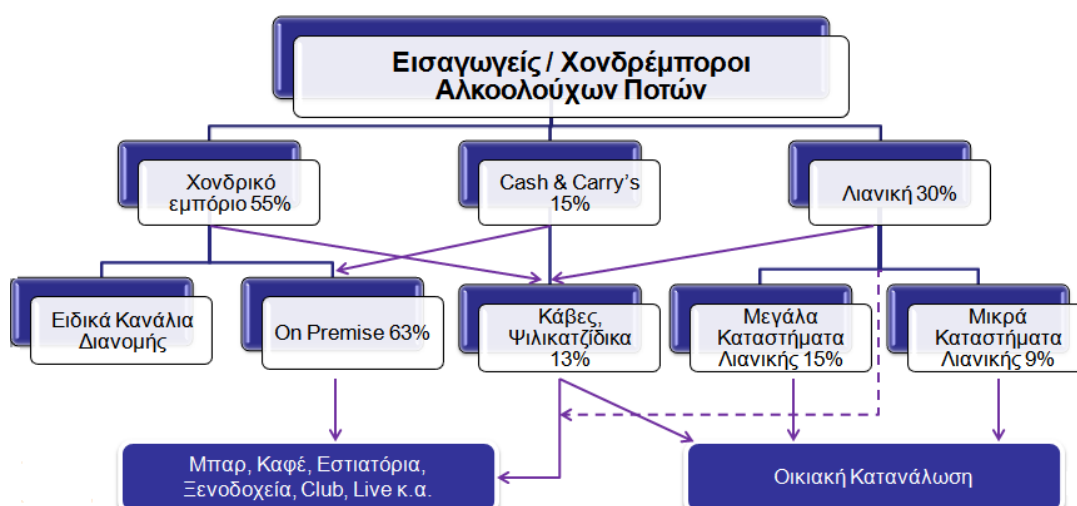 Εισαγωγείς / Χονδρέμποροι
Αλκοολούχων Ποτών
Χονδρικό
εμπόριο 55%
Cash & Carry's
15%
Λιανική 30%
Ειδικά Κανάλια
Διανομής
On Premise 63%
Κάβες,
Ψιλικατζίδικα
13%
Μεγάλα
Καταστήματα
Λιανικής 15%
Μικρά
Καταστήματα
Λιανικής 9%
Μπαρ, Καφέ, Εστιατόρια,
Ξενοδοχεία, Club, Live κ.α.
Οικιακή Κατανάλωση